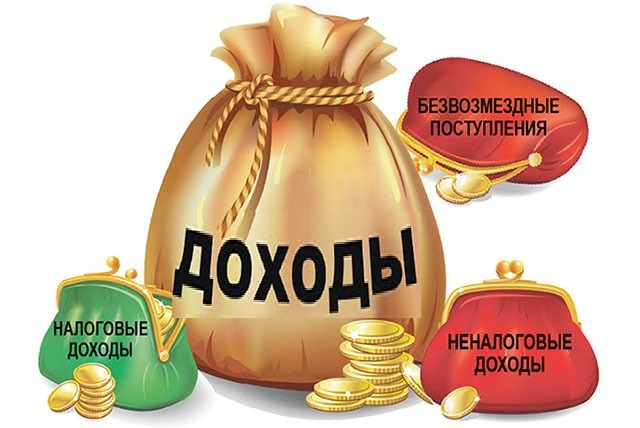 БЕЗВОЗМЕЗДНЫЕ
ПОСТУПЛЕНИЯ
ДОХОДЫ
НАЛОГОВЫЕ
ДОХОДЫ
НЕНАЛОГОВЫЕ
ДОХОДЫ